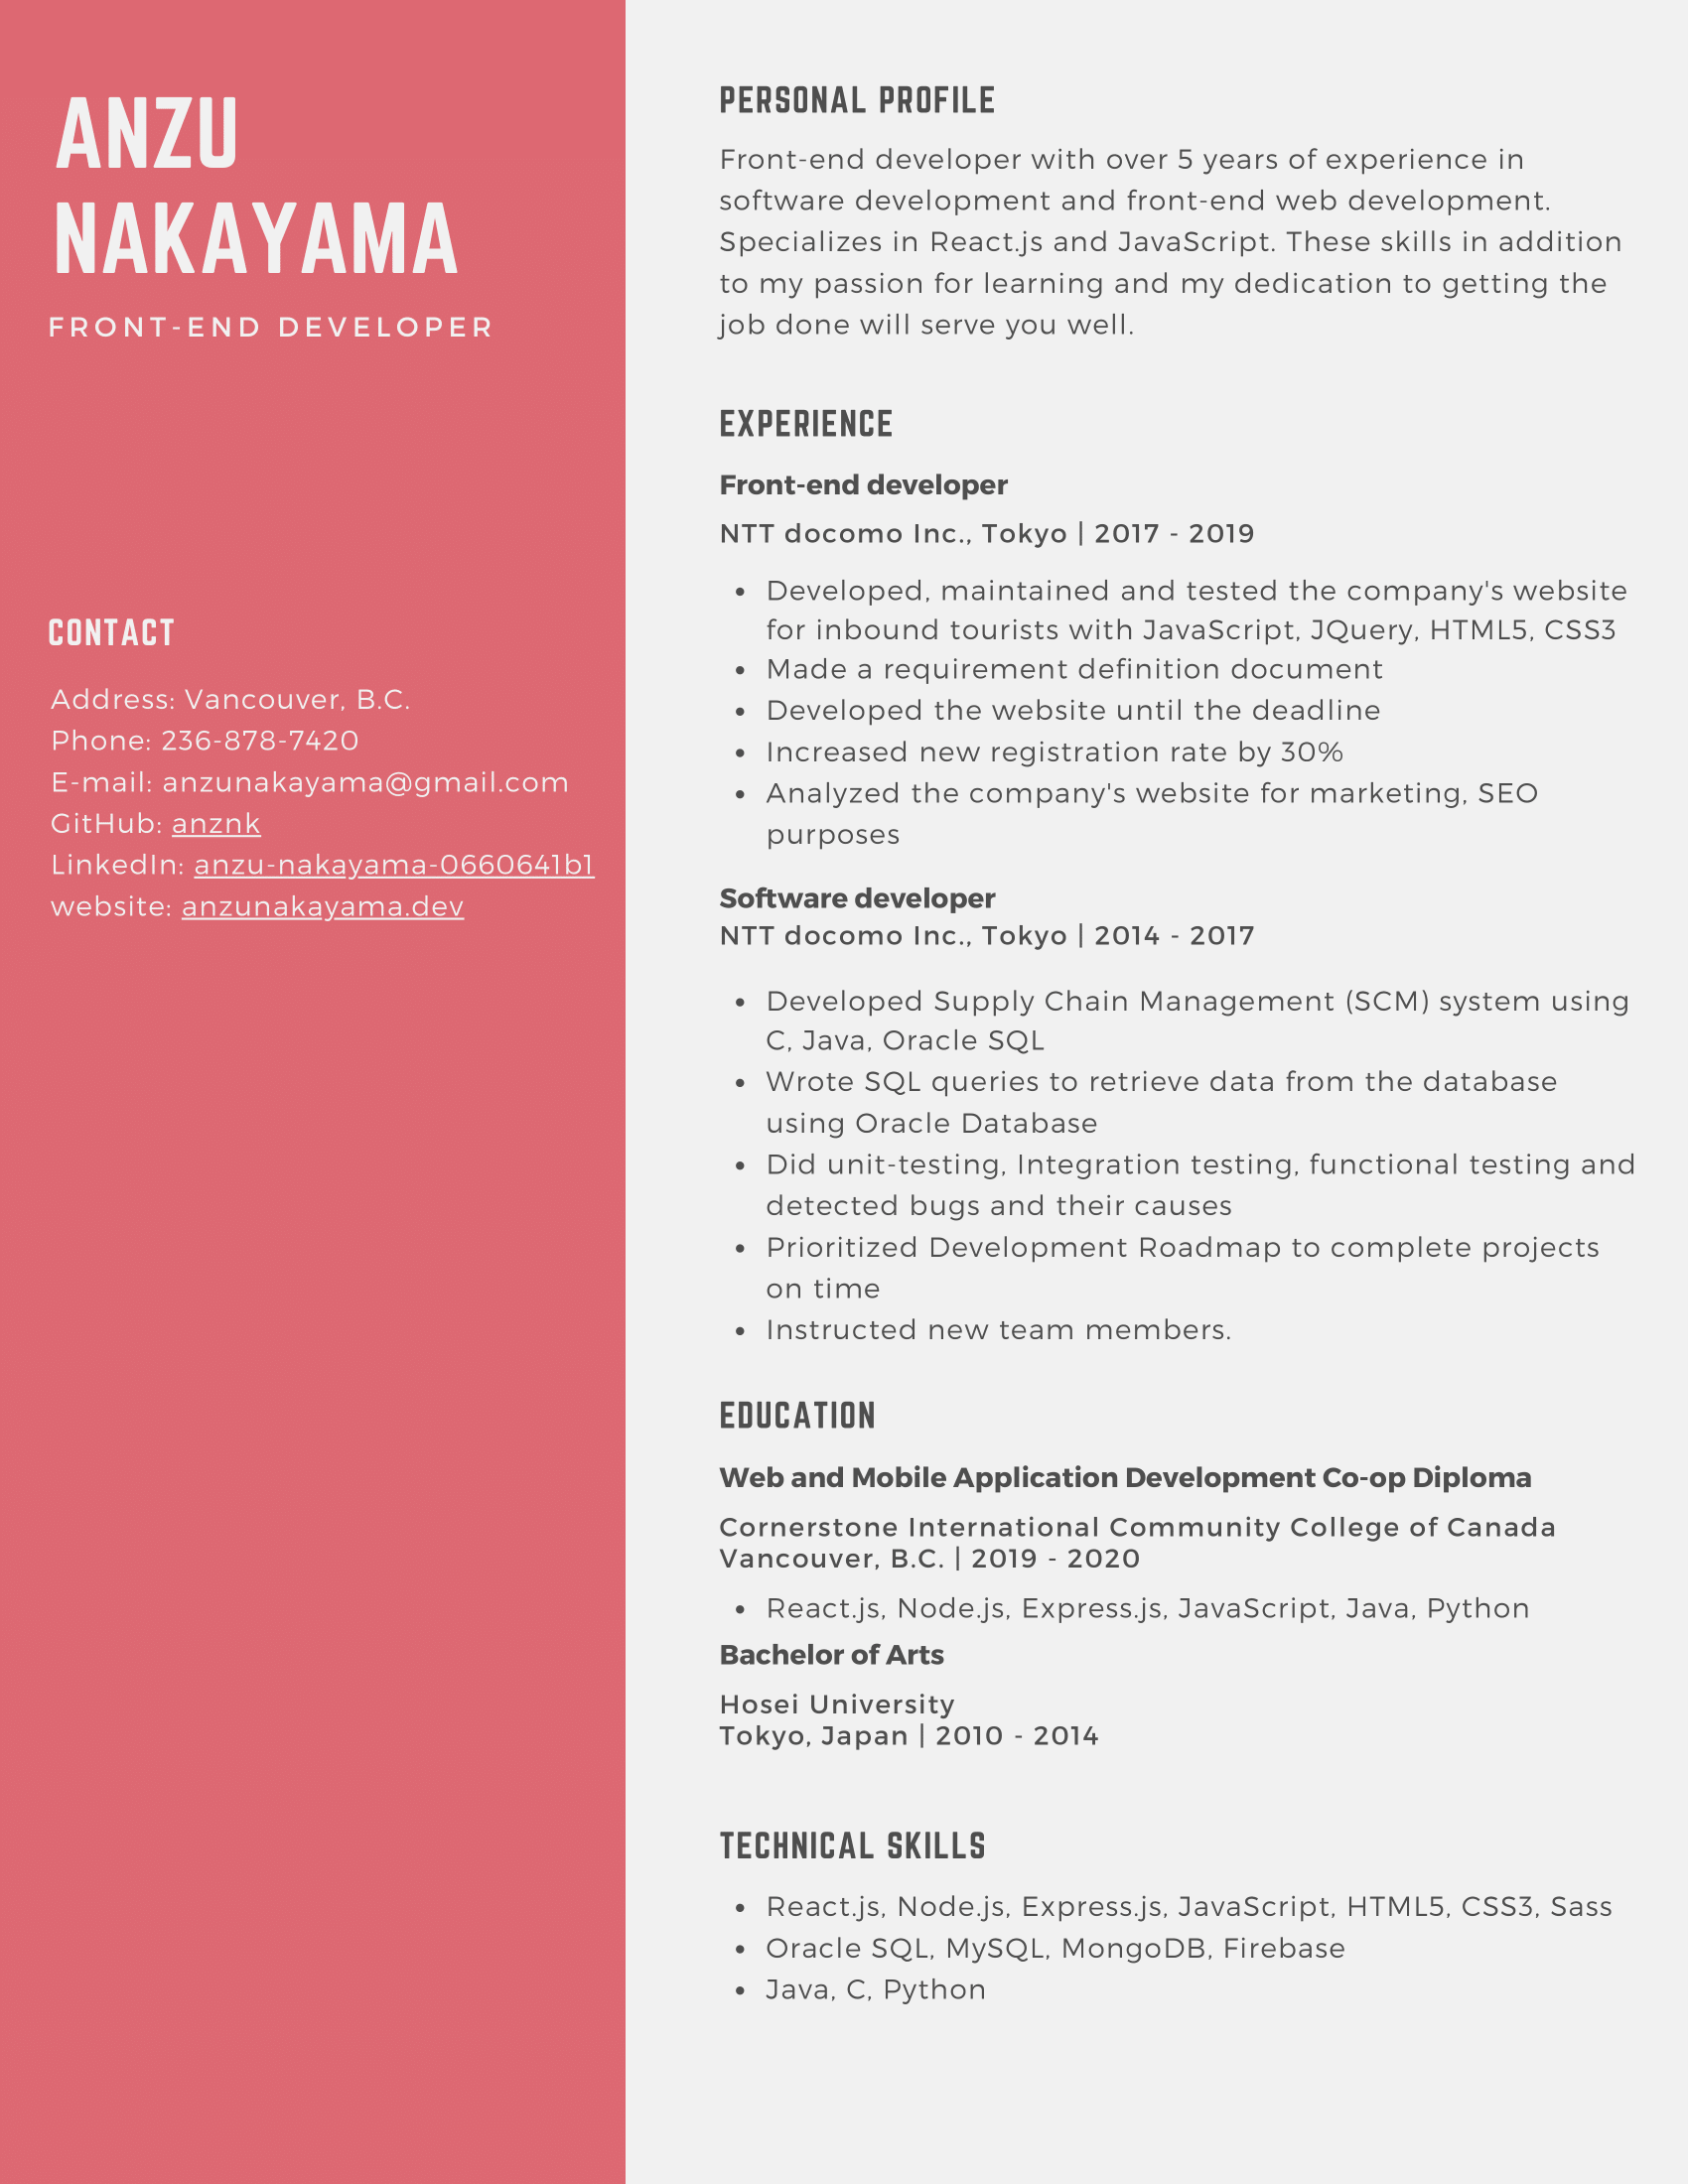 ANZU
NAKAYAMA
FRONT-END DEVELOPER
CONTACT
Address: Vancouver, B.C.
Phone: 236-878-7420
E-mail: anzunakayama@gmail.com
GitHub: anznk
LinkedIn: anzu-nakayama-0660641b1
website: anzunakayama.dev
PERSONAL PROFILE
Front-end developer with over 5 years of experience in
software development and front-end web development.
Specializes in React.js and JavaScript. These skills in addition
to my passion for learning and my dedication to getting the
job done will serve you well.
EXPERIENCE
Front-end developer
NTT docomo Inc., Tokyo | 2017 - 2019
• Developed, maintained and tested the company's website
for inbound tourists with JavaScript, JQuery, HTML5, CSS3
• Made a requirement definition document
• Developed the website until the deadline
• Increased new registration rate by 30%
• Analyzed the company's website for marketing, SEO
purposes
Software developer
NTT docomo Inc., Tokyo | 2014 - 2017
• Developed Supply Chain Management (SCM) system using
C, Java, Oracle SQL
• Wrote SQL queries to retrieve data from the database
using Oracle Database
• Did unit-testing, Integration testing, functional testing and
detected bugs and their causes
• Prioritized Development Roadmap to complete projects
on time
• Instructed new team members.
EDUCATION
Web and Mobile Application Development Co-op Diploma
Cornerstone International Community College of Canada
Vancouver, B.C. | 2019 - 2020
• React.js, Node.js, Express.js, JavaScript, Java, Python
Bachelor of Arts
Hosei University
Tokyo, Japan | 2010 - 2014
TECHNICAL SKILLS
• React.js, Node.js, Express.js, JavaScript, HTML5, CSS3, Sass
• Oracle SQL, MySQL, MongoDB, Firebase
• Java, C, Python